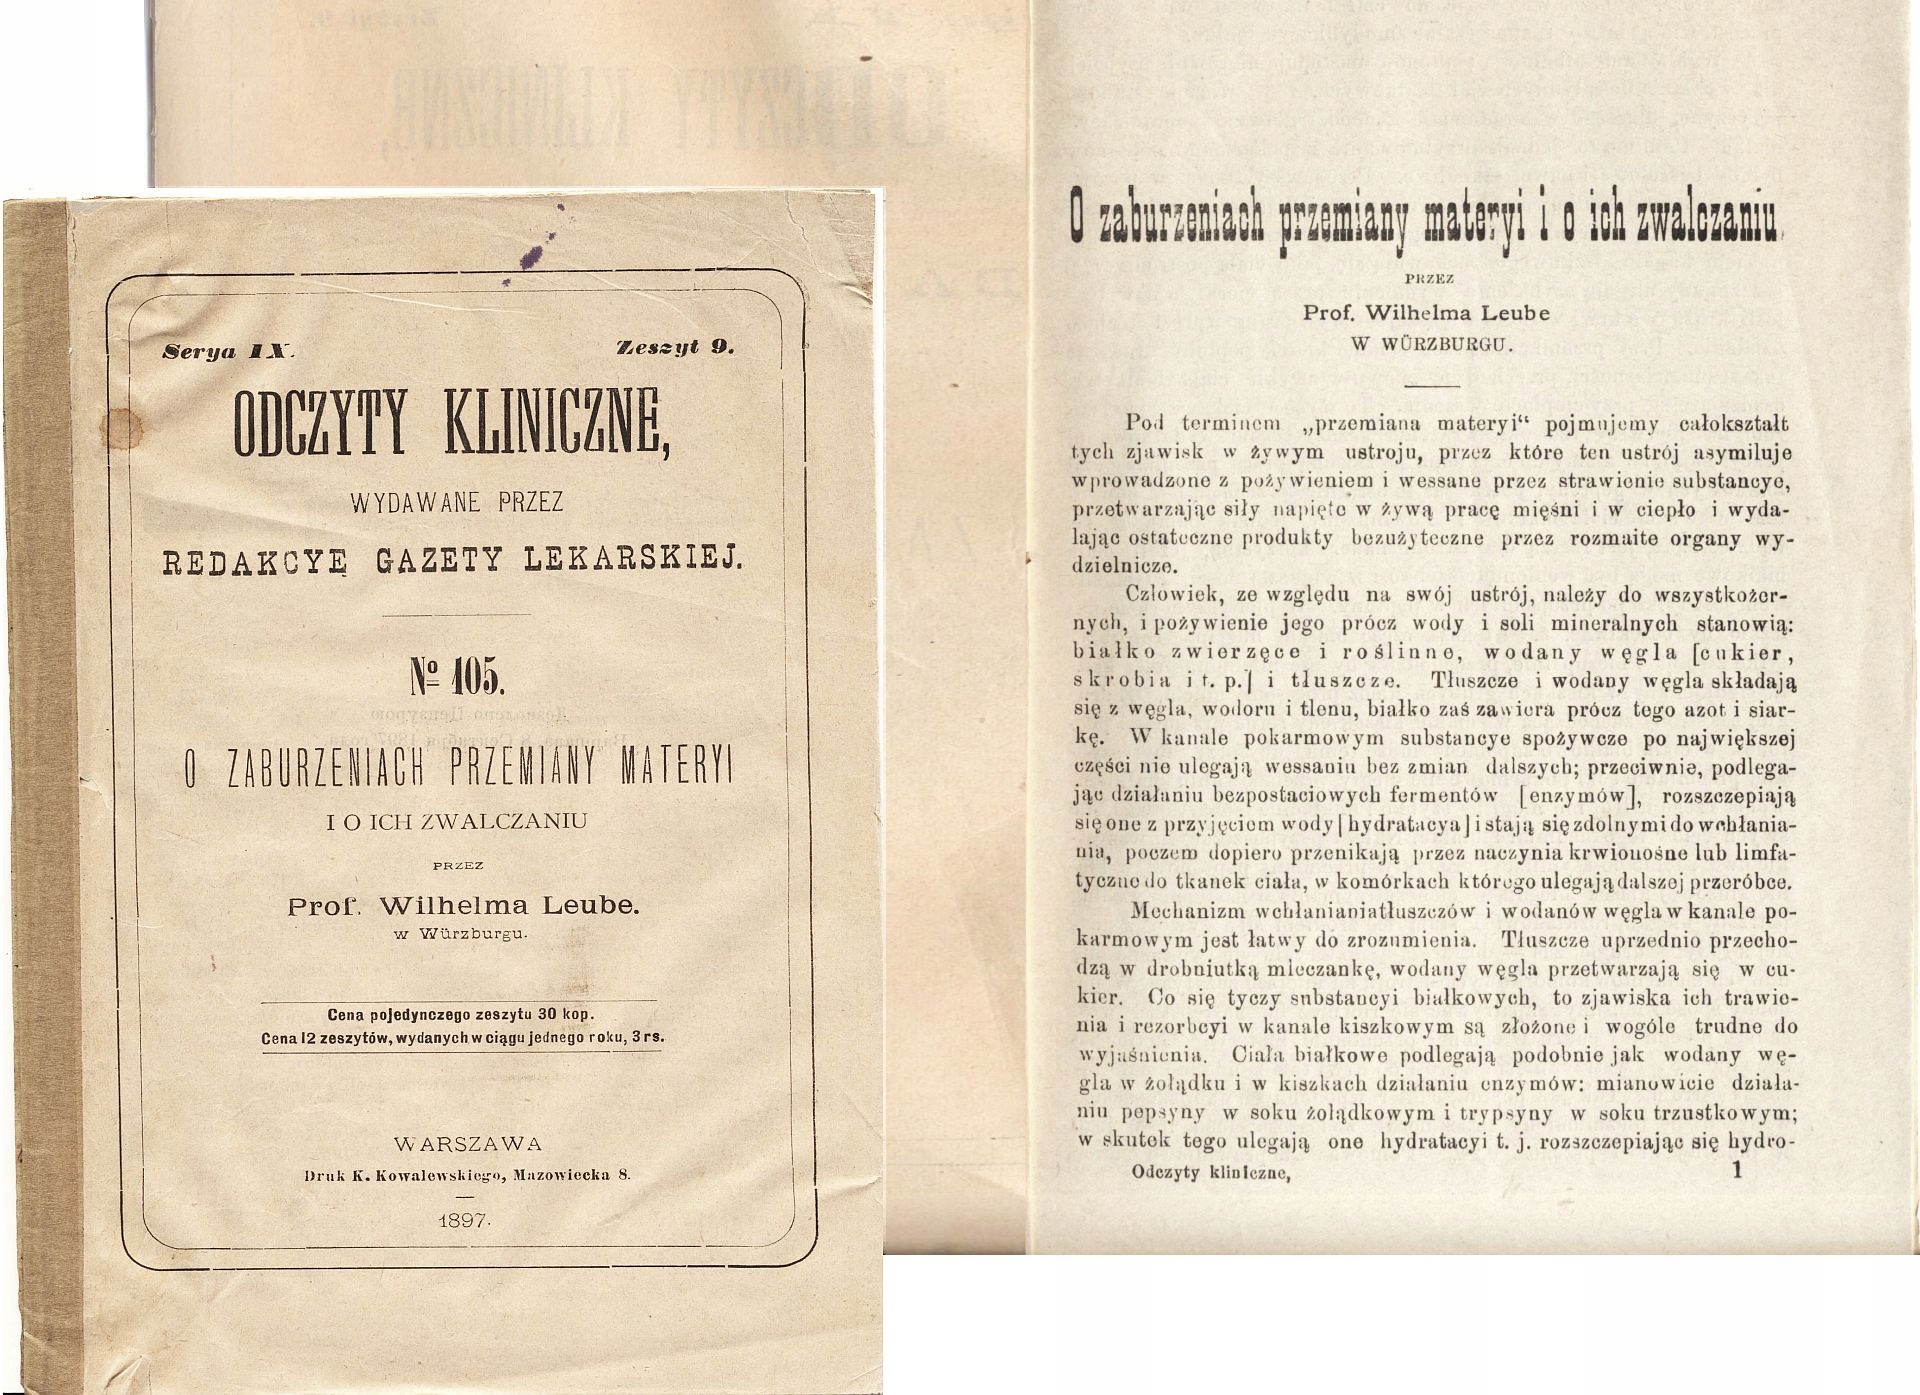 Serya IX.
Zeszyt 9.
ODCZYTY KLINICZNE,
WYDAWANE PRZEZ
REDAKCYĘ GAZETY LEKARSKIEJ.
№ 105.
O ZABURZENIACH PRZEMIANY MATERYI
I O ICH ZWALCZANIU
PRZEZ
Prof. Wilhelma Leube.
w Würzburgu.
Cena pojedynczego zeszytu 30 kop.
Cena 12 zeszytów, wydanych w ciągu jednego roku, 3 rs.
WARSZAWA
Druk K. Kowalewskiego, Mazowiecka 8.
1897.
O zaburzeniach przemiany materyi i o ich zwalczaniu
PRZEZ
Prof. Wilhelma Leube
W WÜRZBURGU.
Pod terminem „przemiana materyi“ pojmujemy całokształt
tych zjawisk w żywym ustroju, przez które ten ustrój asymiluje
wprowadzone z pożywieniem i wessane przez strawienie substancye,
przetwarzając siły napięte w żywą pracę mięśni i w ciepło i wyda-
lając ostateczne produkty bezużyteczne przez rozmaite organy wy-
dzielnicze.
Człowiek, ze względu na swój ustrój, należy do wszystkożer-
nych, i pożywienie jego prócz wody i soli mineralnych stanowią:
białko zwierzęce i roślinne, wodany węgla [cukier,
skrobia i t. p.] i tłuszcze. Tłuszcze i wodany węgla składają
się z węgla, wodoru i tlenu, białko zaś zawiera prócz tego azot i siar-
kę. W kanale pokarmowym substancye spożywcze po największej
części nie ulegają wessaniu bez zmian dalszych; przeciwnie, podlega-
jąc działaniu bezpostaciowych fermentów [enzymów], rozszczepiają
się one z przyjęciem wody [hydratacya] i stają się zdolnymi do wchłania-
nia, poczem dopiero przenikają przez naczynia krwionośne lub limfa-
tyczne do tkanek ciała, w komórkach którego ulegają dalszej przeróbce.
Mechanizm wchłaniania tłuszczów i wodanów węgla w kanale po-
karmowym jest łatwy do zrozumienia. Tłuszcze uprzednio przecho-
dzą w drobniutką mleczankę, wodany węgla przetwarzają się w cu-
kier. Co się tyczy substancyi białkowych, to zjawiska ich trawie-
nia i rezorbcyi w kanale kiszkowym są złożone i wogóle trudne do
wyjaśnienia. Ciała białkowe podlegają podobnie jak wodany wę-
gla w żołądku i w kiszkach działaniu enzymów: mianowicie działa-
niu pepsyny w soku żołądkowym i trypsyny w soku trzustkowym;
w skutek tego ulegają one hydratacyi t. j. rozszczepiając się hydro-
Odczyty kliniczne,
1